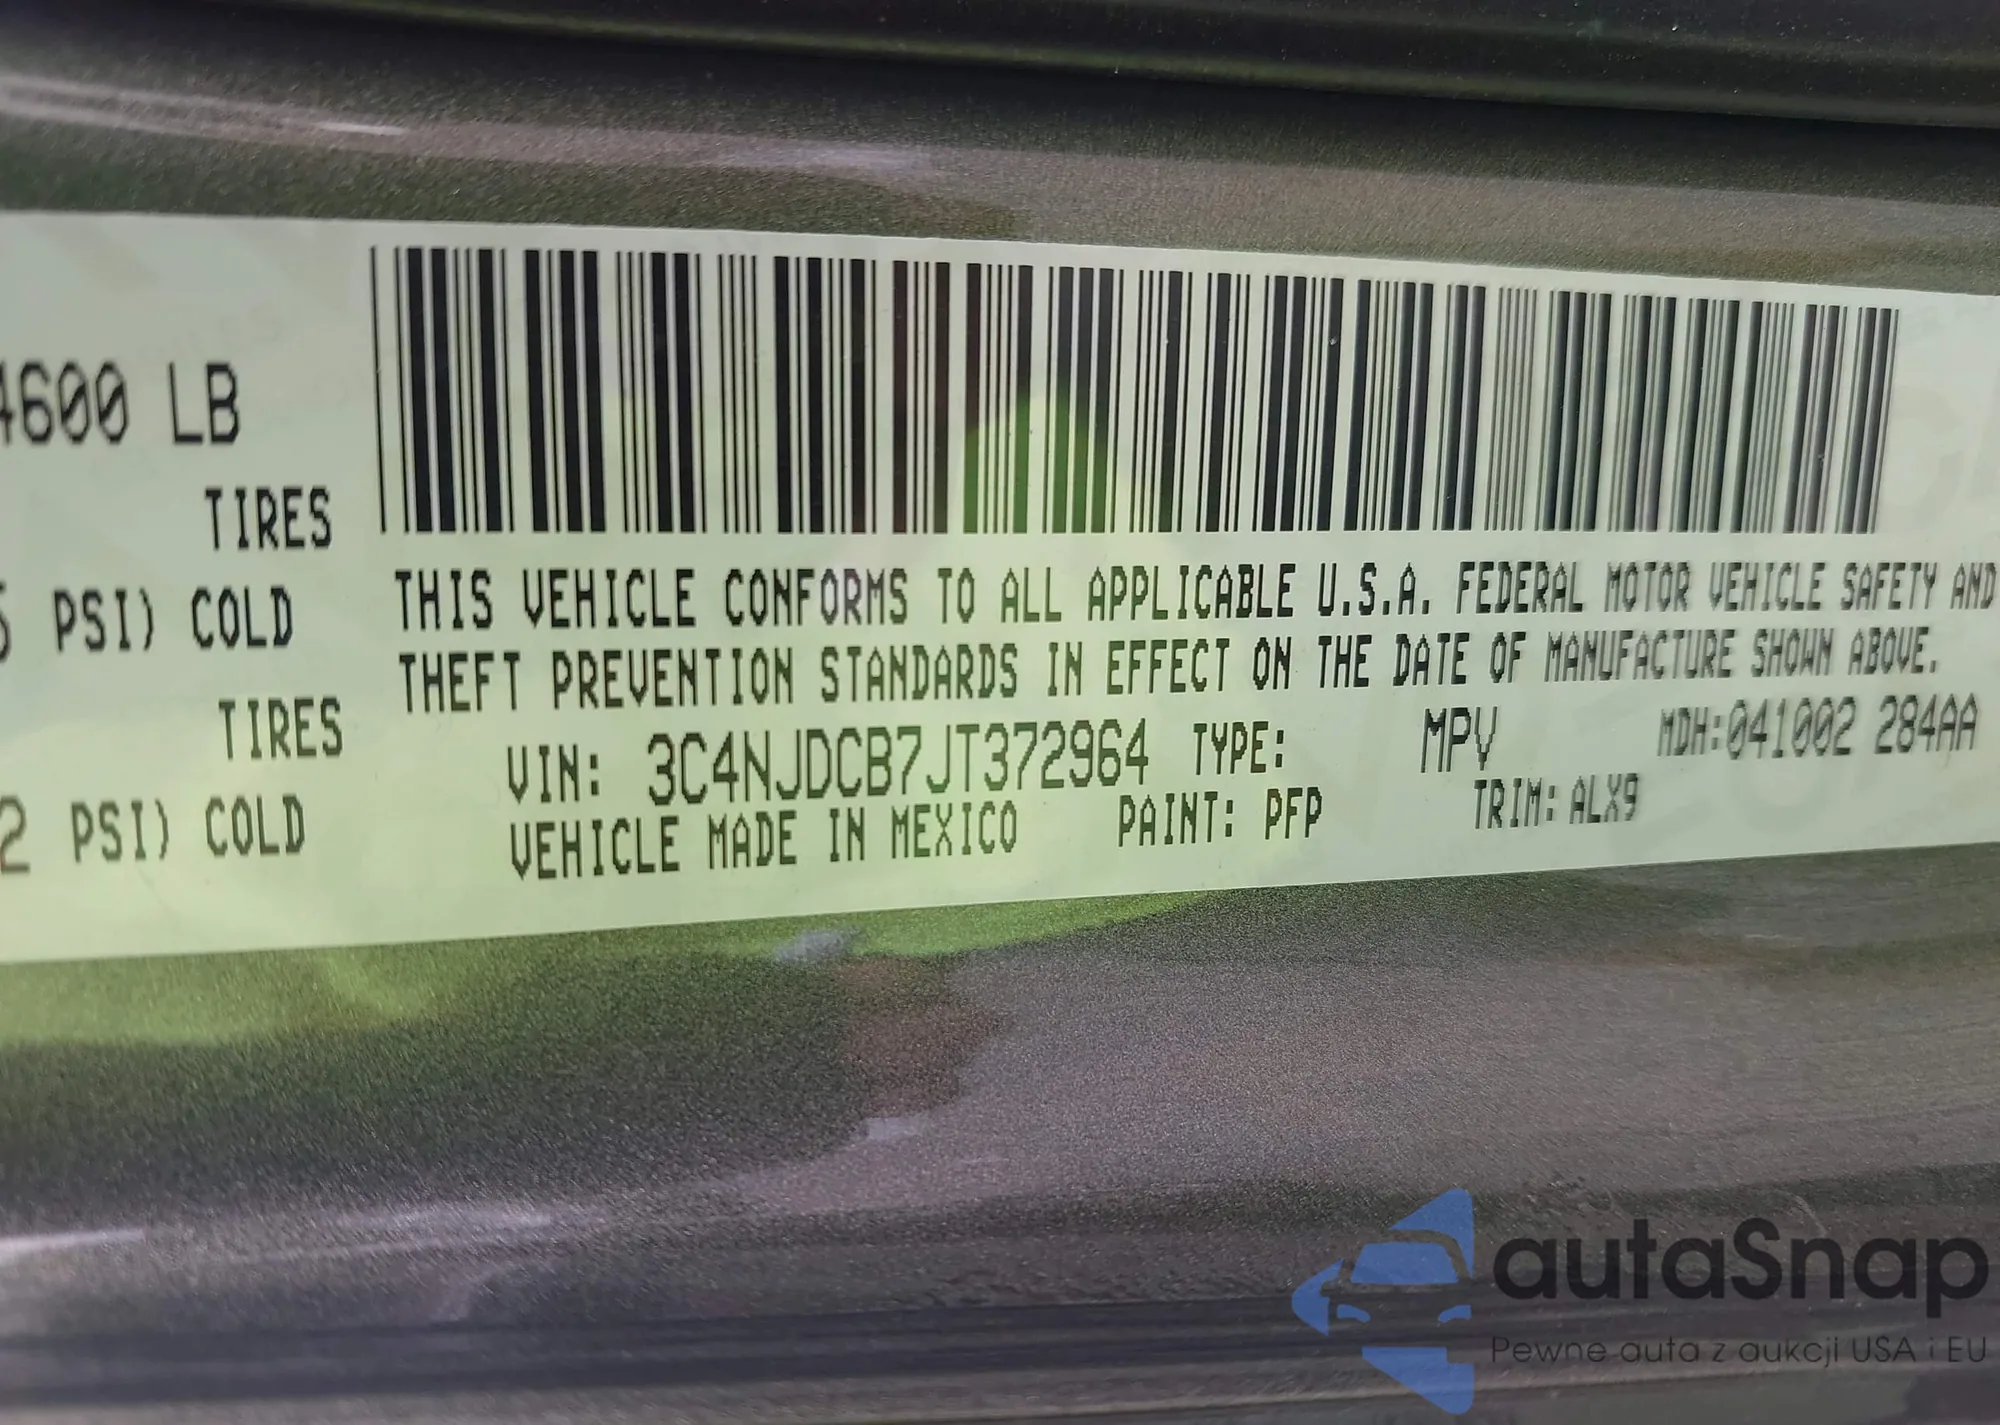 4600 LB
TIRES
PSI) COLD
TIRES
2 PSI) COLD
THIS VEHICLE CONFORMS TO ALL APPLICABLE U.S.A. FEDERAL MOTOR VEHICLE SAFETY AND
THEFT PREVENTION STANDARDS IN EFFECT ON THE DATE OF MANUFACTURE SHOWN ABOVE.
VIN: 3C4NJDCB7JT372964 TYPE: MPV MDH:041002 284AA
VEHICLE MADE IN MEXICO PAINT: PFP TRIM: ALX9
autaSnap
Pewne auta z aukcji USA i EU